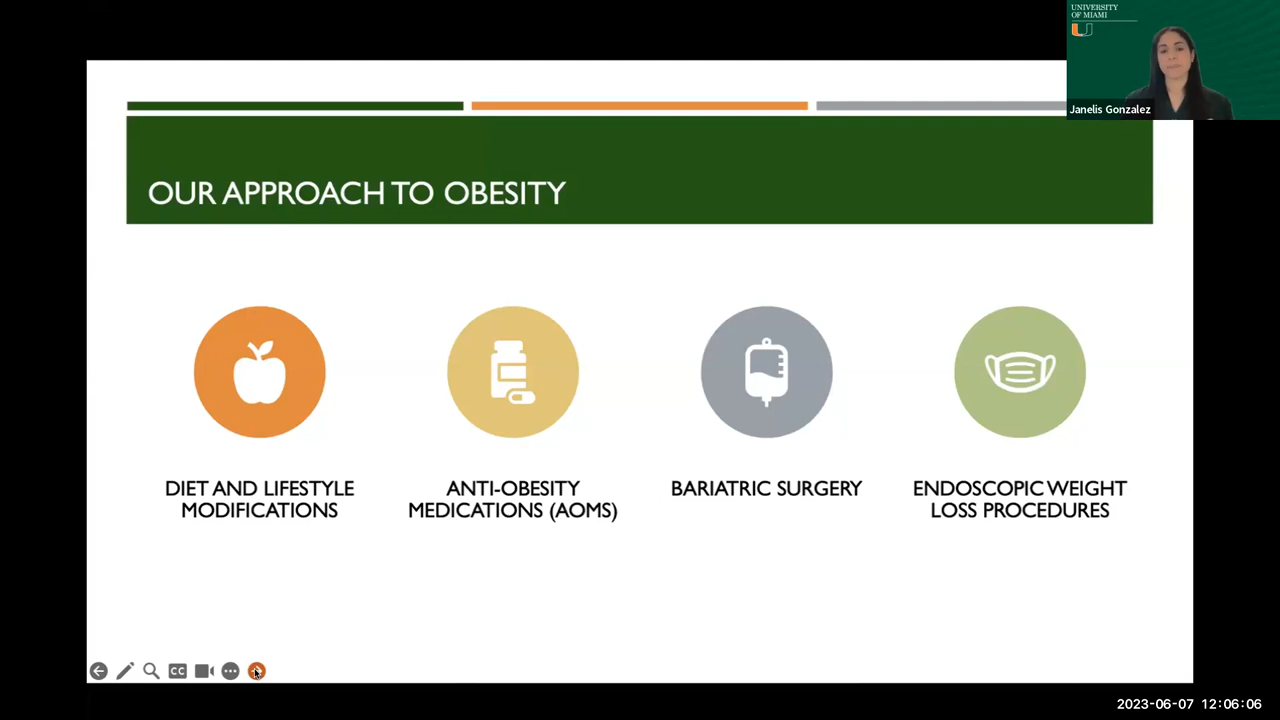 UNIVERSITY
OF MIAMI
Janelis Gonzalez
OUR APPROACH TO OBESITY
DIET AND LIFESTYLE
MODIFICATIONS
ANTI-OBESITY
MEDICATIONS (AOMS)
BARIATRIC SURGERY
ENDOSCOPIC WEIGHT
LOSS PROCEDURES
CC
2023-06-07 12:06:06